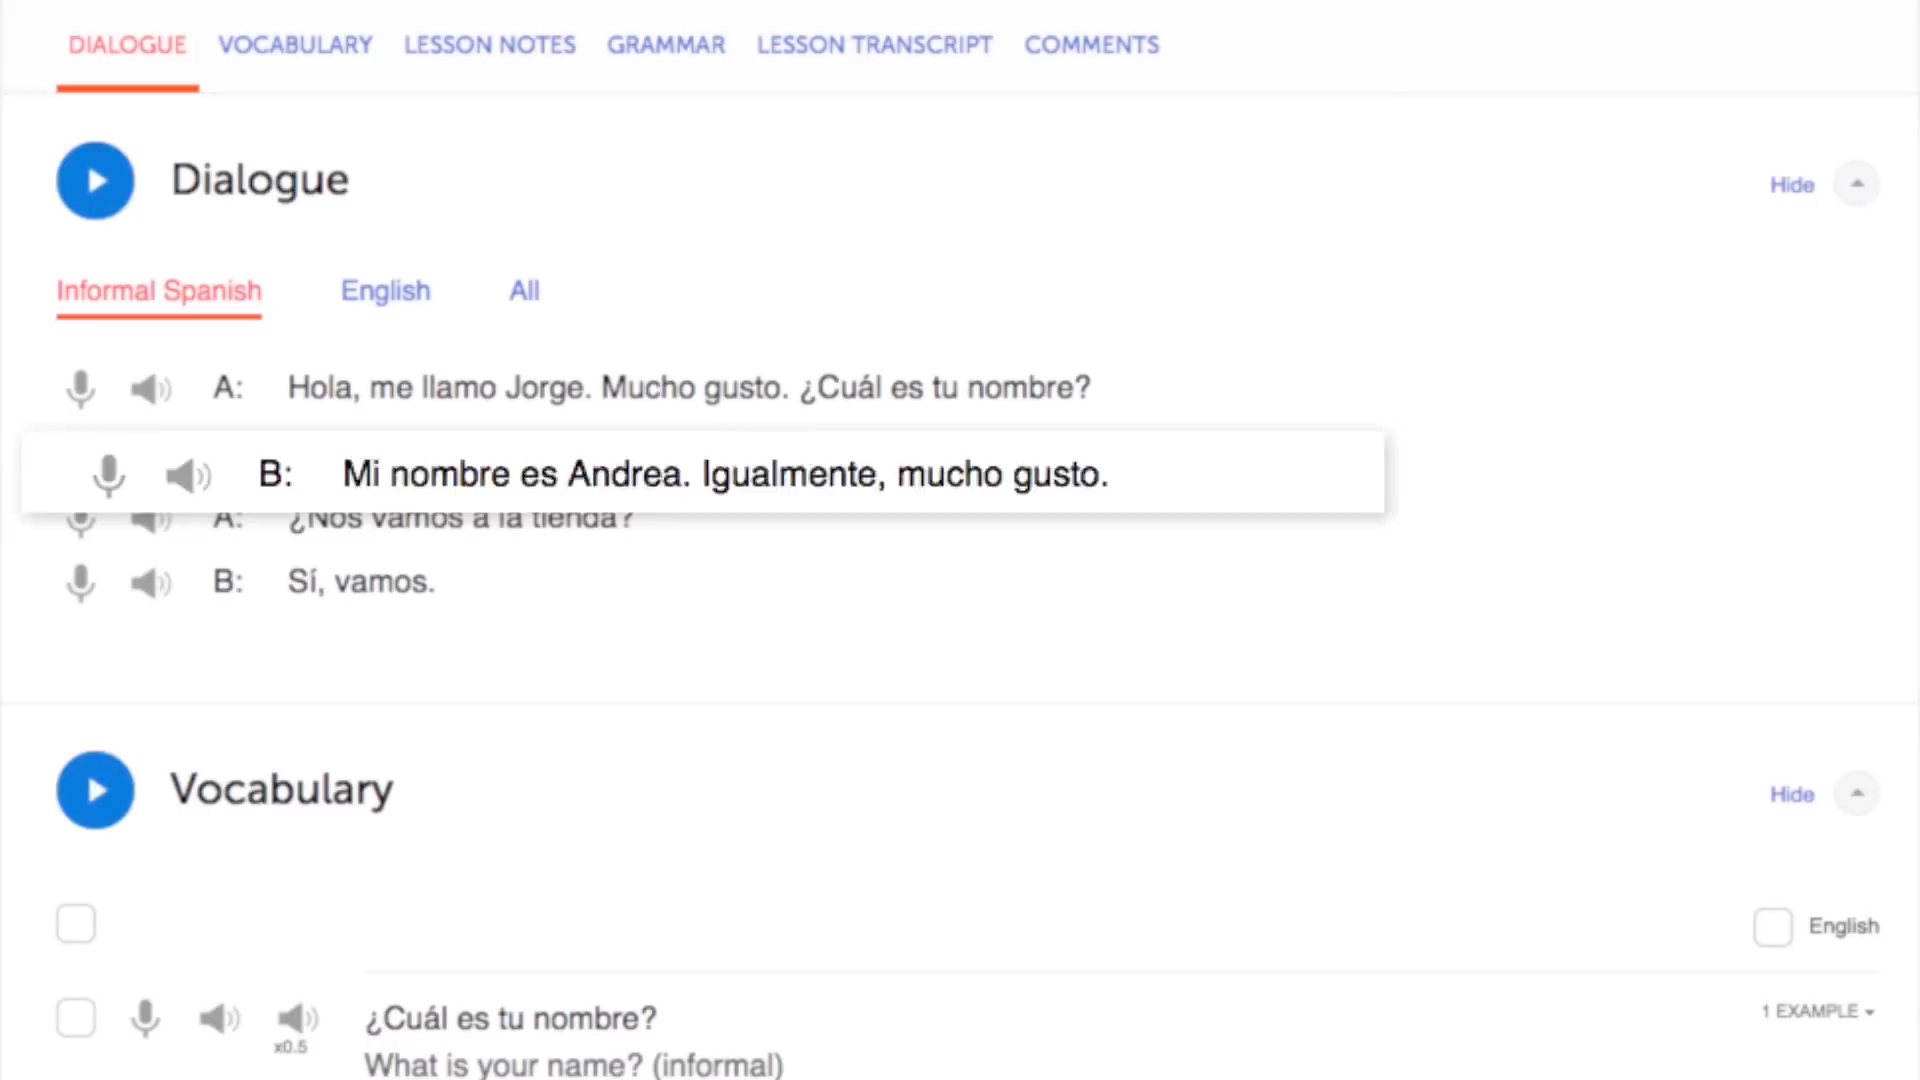 DIALOGUE VOCABULARY LESSON NOTES GRAMMAR LESSON TRANSCRIPT COMMENTS
Dialogue
Hide
Informal Spanish English All
A: Hola, me llamo Jorge. Mucho gusto. ¿Cuál es tu nombre?
B: Mi nombre es Andrea. Igualmente, mucho gusto.
A: ¿Nos vamos a la tienda?
B: Sí, vamos.
Vocabulary
Hide
English
¿Cuál es tu nombre?
1 EXAMPLE
x0.5
What is your name? (informal)